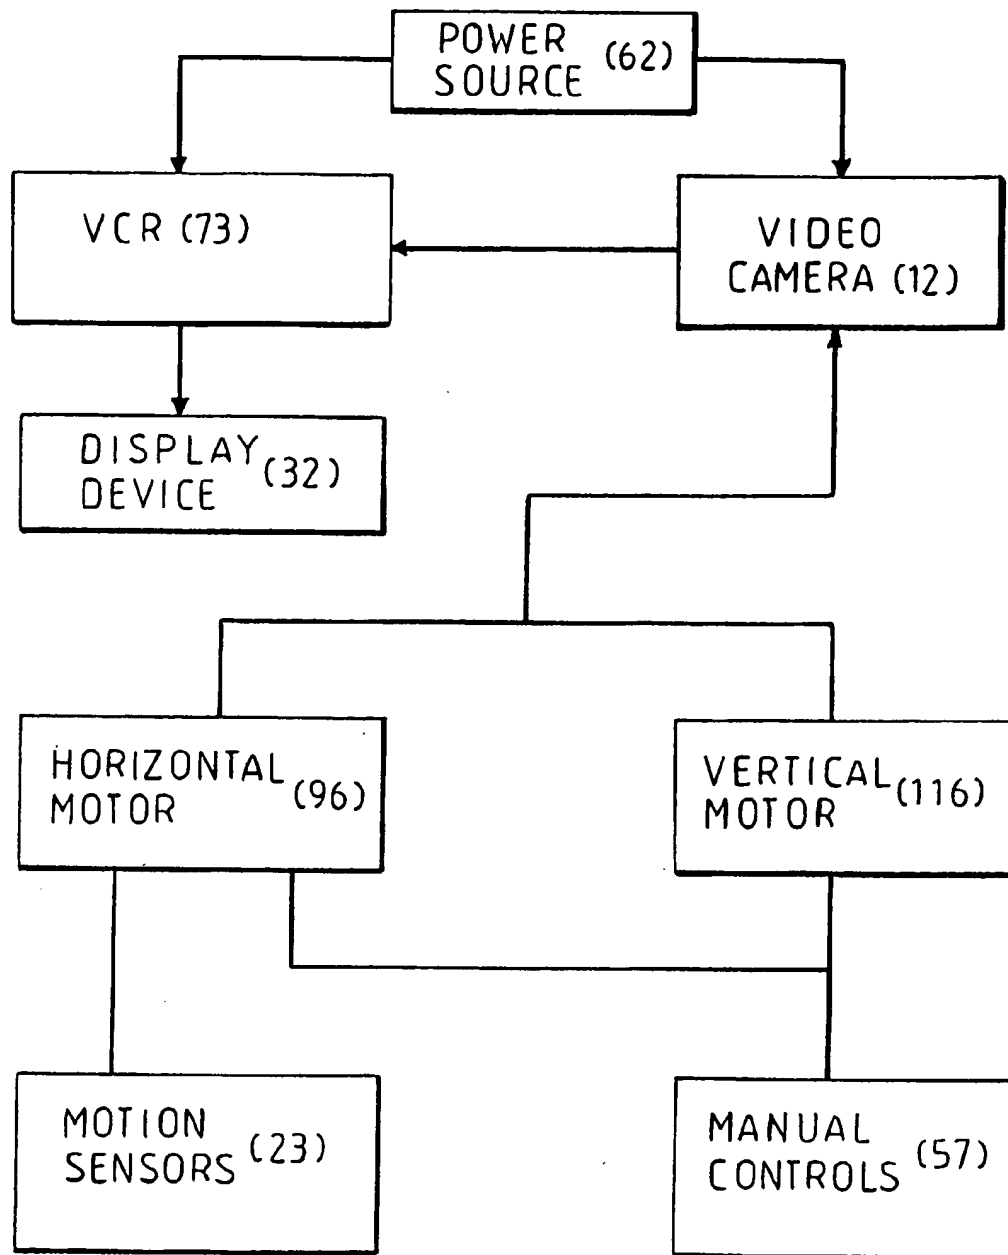 POWER
SOURCE (62)
VCR (73)
VIDEO
CAMERA (12)
DISPLAY
DEVICE (32)
HORIZONTAL
MOTOR (96)
VERTICAL
MOTOR (116)
MOTION
SENSORS (23)
MANUAL
CONTROLS (57)